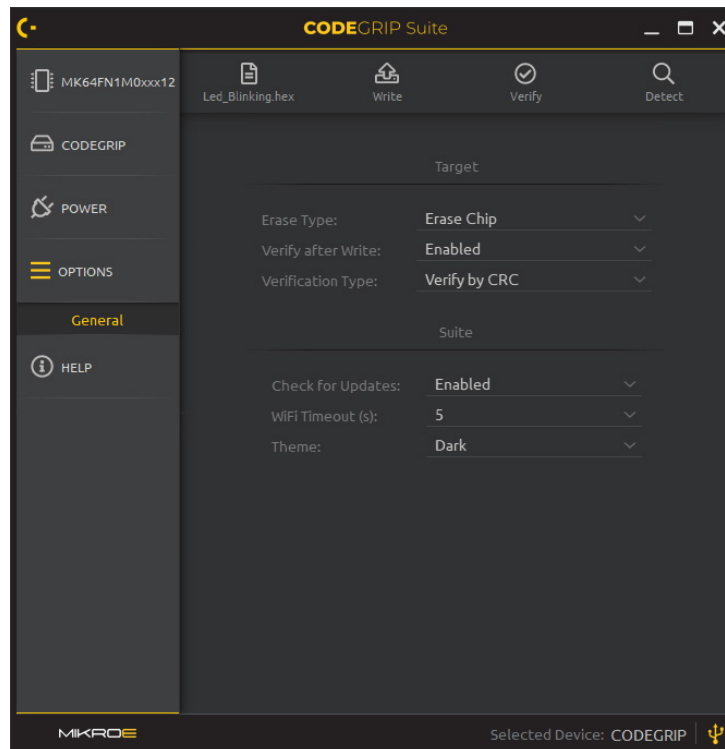 CODEGRIP Suite
MK64FN1M0xxx12
Led_Blinking.hex
Write
Verify
Detect
CODEGRIP
POWER
OPTIONS
General
HELP
Target
Erase Type: Erase Chip
Verify after Write: Enabled
Verification Type: Verify by CRC
Suite
Check for Updates: Enabled
WiFi Timeout (s): 5
Theme: Dark
MIKROE
Selected Device: CODEGRIP